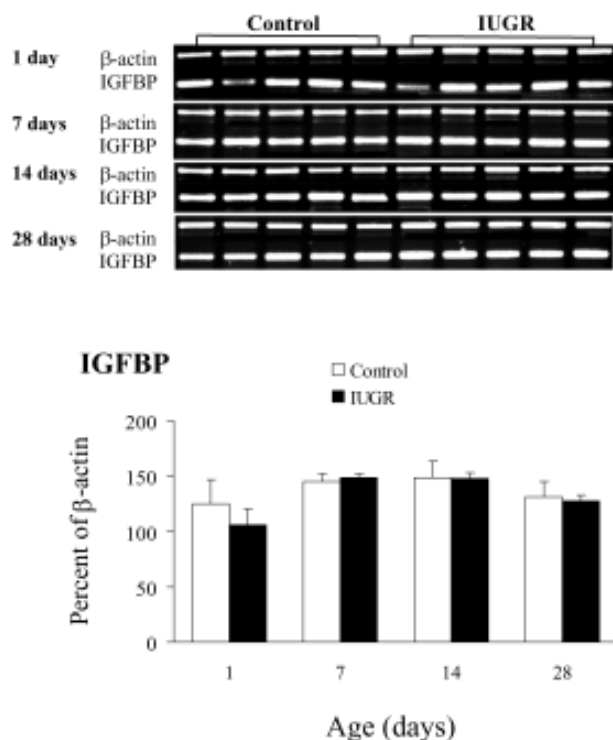 Control IUGR
1 day β-actin
IGFBP
7 days β-actin
IGFBP
14 days β-actin
IGFBP
28 days β-actin
IGFBP
IGFBP
Control
IUGR
200
150
100
50
0
Percent of β-actin
1 7 14 28
Age (days)